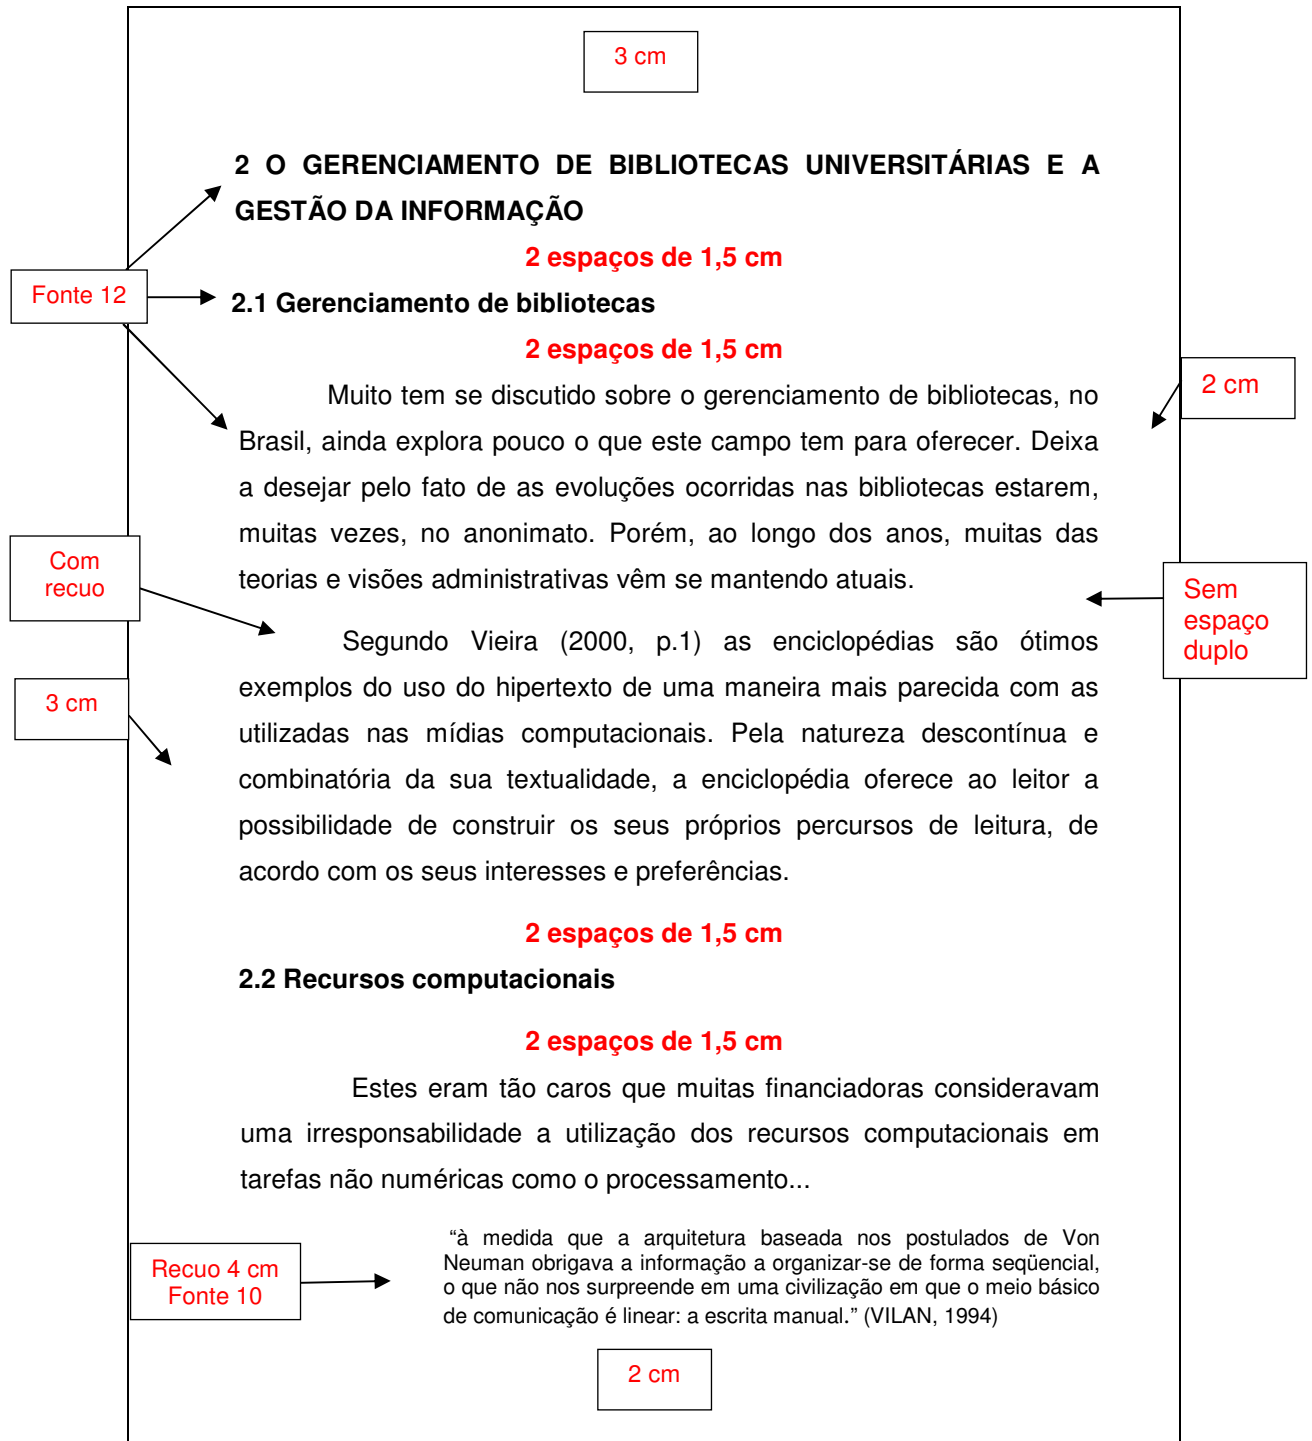 3 cm
2 O GERENCIAMENTO DE BIBLIOTECAS UNIVERSITÁRIAS E A
GESTÃO DA INFORMAÇÃO
2 espaços de 1,5 cm
Fonte 12
2.1 Gerenciamento de bibliotecas
2 espaços de 1,5 cm
Muito tem se discutido sobre o gerenciamento de bibliotecas, no
2 cm
Brasil, ainda explora pouco o que este campo tem para oferecer. Deixa
a desejar pelo fato de as evoluções ocorridas nas bibliotecas estarem,
muitas vezes, no anonimato. Porém, ao longo dos anos, muitas das
teorias e visões administrativas vêm se mantendo atuais.
Com
recuo
Sem
espaço
duplo
Segundo Vieira (2000, p.1) as enciclopédias são ótimos
exemplos do uso do hipertexto de uma maneira mais parecida com as
3 cm
utilizadas nas mídias computacionais. Pela natureza descontínua e
combinatória da sua textualidade, a enciclopédia oferece ao leitor a
possibilidade de construir os seus próprios percursos de leitura, de
acordo com os seus interesses e preferências.
2 espaços de 1,5 cm
2.2 Recursos computacionais
2 espaços de 1,5 cm
Estes eram tão caros que muitas financiadoras consideravam
uma irresponsabilidade a utilização dos recursos computacionais em
tarefas não numéricas como o processamento...
Recuo 4 cm
Fonte 10
“à medida que a arquitetura baseada nos postulados de Von
Neuman obrigava a informação a organizar-se de forma seqüencial,
o que não nos surpreende em uma civilização em que o meio básico
de comunicação é linear: a escrita manual.” (VILAN, 1994)
2 cm